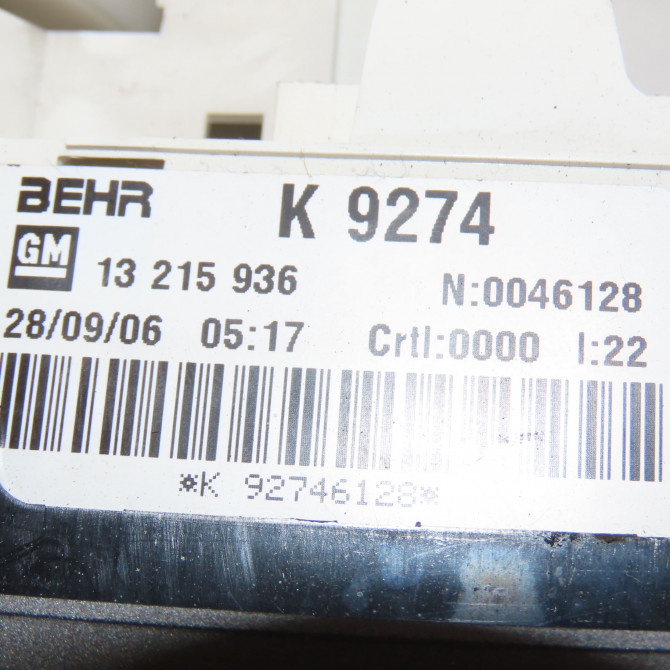 BEHR K 9274
GM 13 215 936 N:0046128
28/09/06 05:17 Crtl:0000 I:22
*K 92746128*